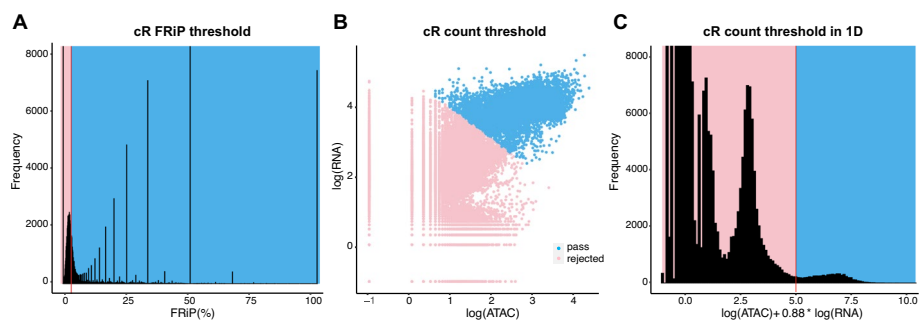 A
cR FRiP threshold
Frequency
8000
6000
4000
2000
0
0
25
50
75
100
FRiP(%)
B
cR count threshold
log(RNA)
4
2
0
pass
rejected
−1
0
1
2
3
4
log(ATAC)
C
cR count threshold in 1D
Frequency
8000
6000
4000
2000
0
0.0
2.5
5.0
7.5
10.0
log(ATAC)+0.88* log(RNA)